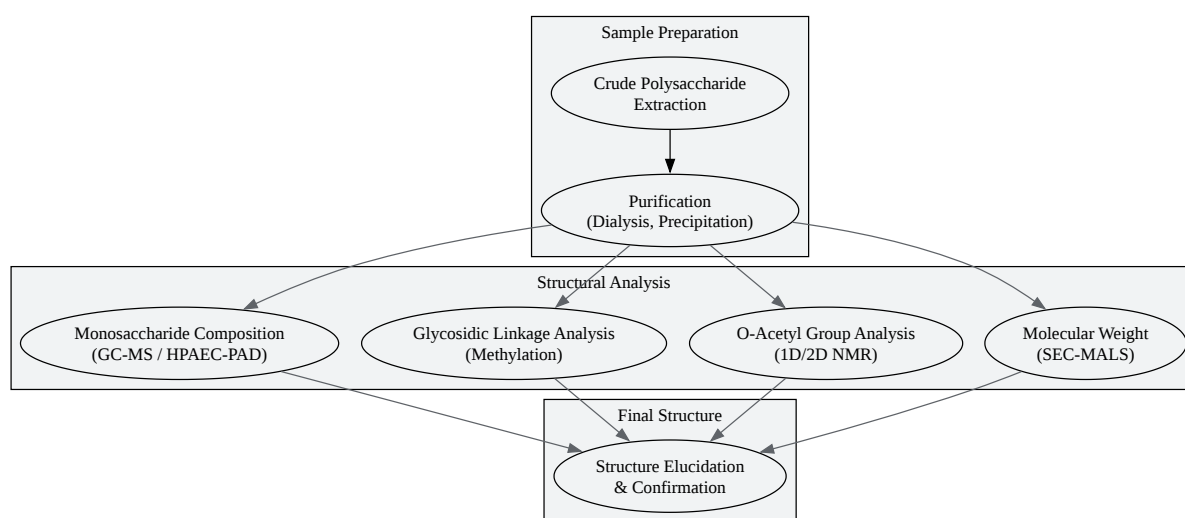 Sample Preparation
Crude Polysaccharide
Extraction
Purification
(Dialysis, Precipitation)
Structural Analysis
Monosaccharide Composition
(GC-MS / HPAEC-PAD)
Glycosidic Linkage Analysis
(Methylation)
O-Acetyl Group Analysis
(1D/2D NMR)
Molecular Weight
(SEC-MALS)
Final Structure
Structure Elucidation
& Confirmation